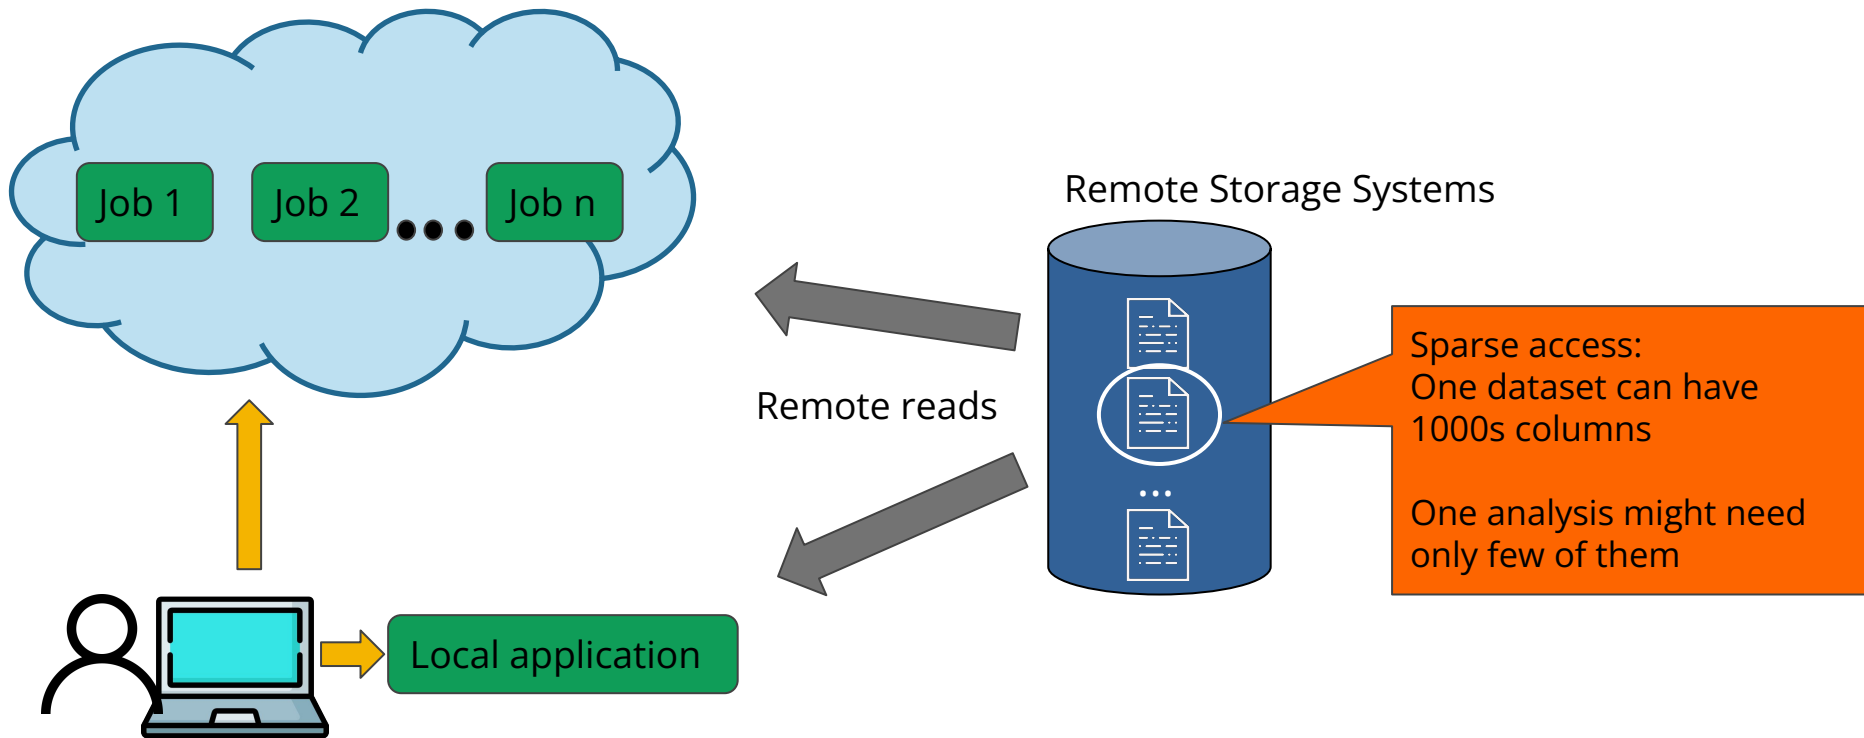 Job 1
Job 2
Job n
Remote Storage Systems
Sparse access:
One dataset can have
1000s columns
One analysis might need
only few of them
Remote reads
Local application